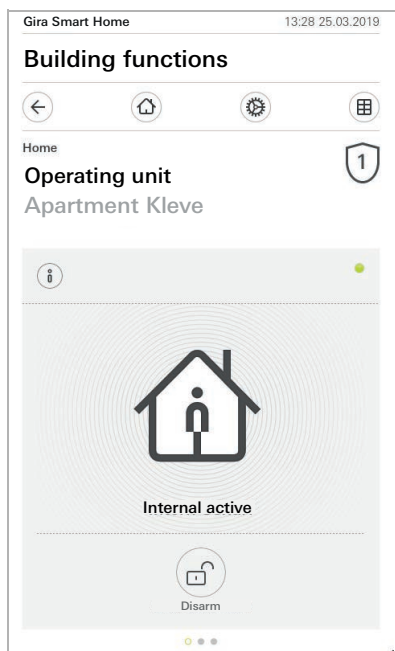 Gira Smart Home 13:28 25.03.2019
Building functions
Home
1
Operating unit
Apartment Kleve
Internal active
Disarm